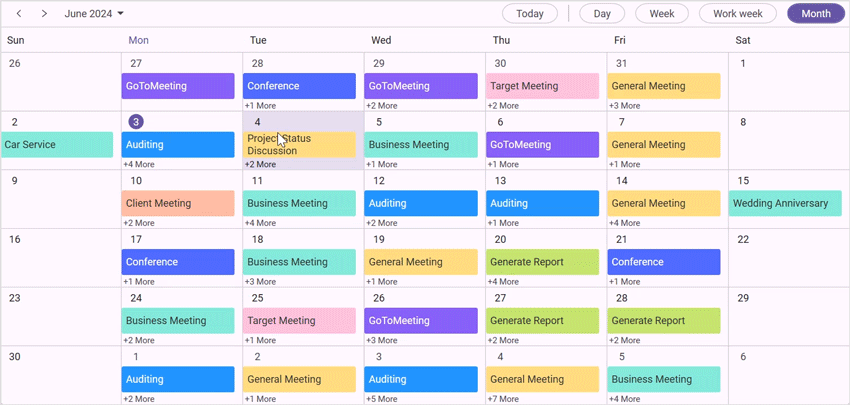 June 2024 Today Day Week Work week Month
Sun Mon Tue Wed Thu Fri Sat
26 27 28 29 30 31 1
GoToMeeting Conference GoToMeeting Target Meeting General Meeting
+1 More +2 More +2 More +3 More
2 3 4 5 6 7 8
Car Service Auditing Project Status Discussion Business Meeting GoToMeeting General Meeting
+4 More +2 More +1 More +1 More +1 More
9 10 11 12 13 14 15
Client Meeting Business Meeting Auditing Auditing General Meeting Wedding Anniversary
+2 More +4 More +2 More +1 More +2 More
16 17 18 19 20 21 22
Conference Business Meeting General Meeting Generate Report Conference
+1 More +3 More +1 More +4 More +1 More
23 24 25 26 27 28 29
Business Meeting Target Meeting GoToMeeting Generate Report Generate Report
+2 More +1 More +2 More +2 More +2 More
30 1 2 3 4 5 6
Auditing General Meeting Auditing General Meeting Business Meeting
+2 More +1 More +5 More +7 More +4 More